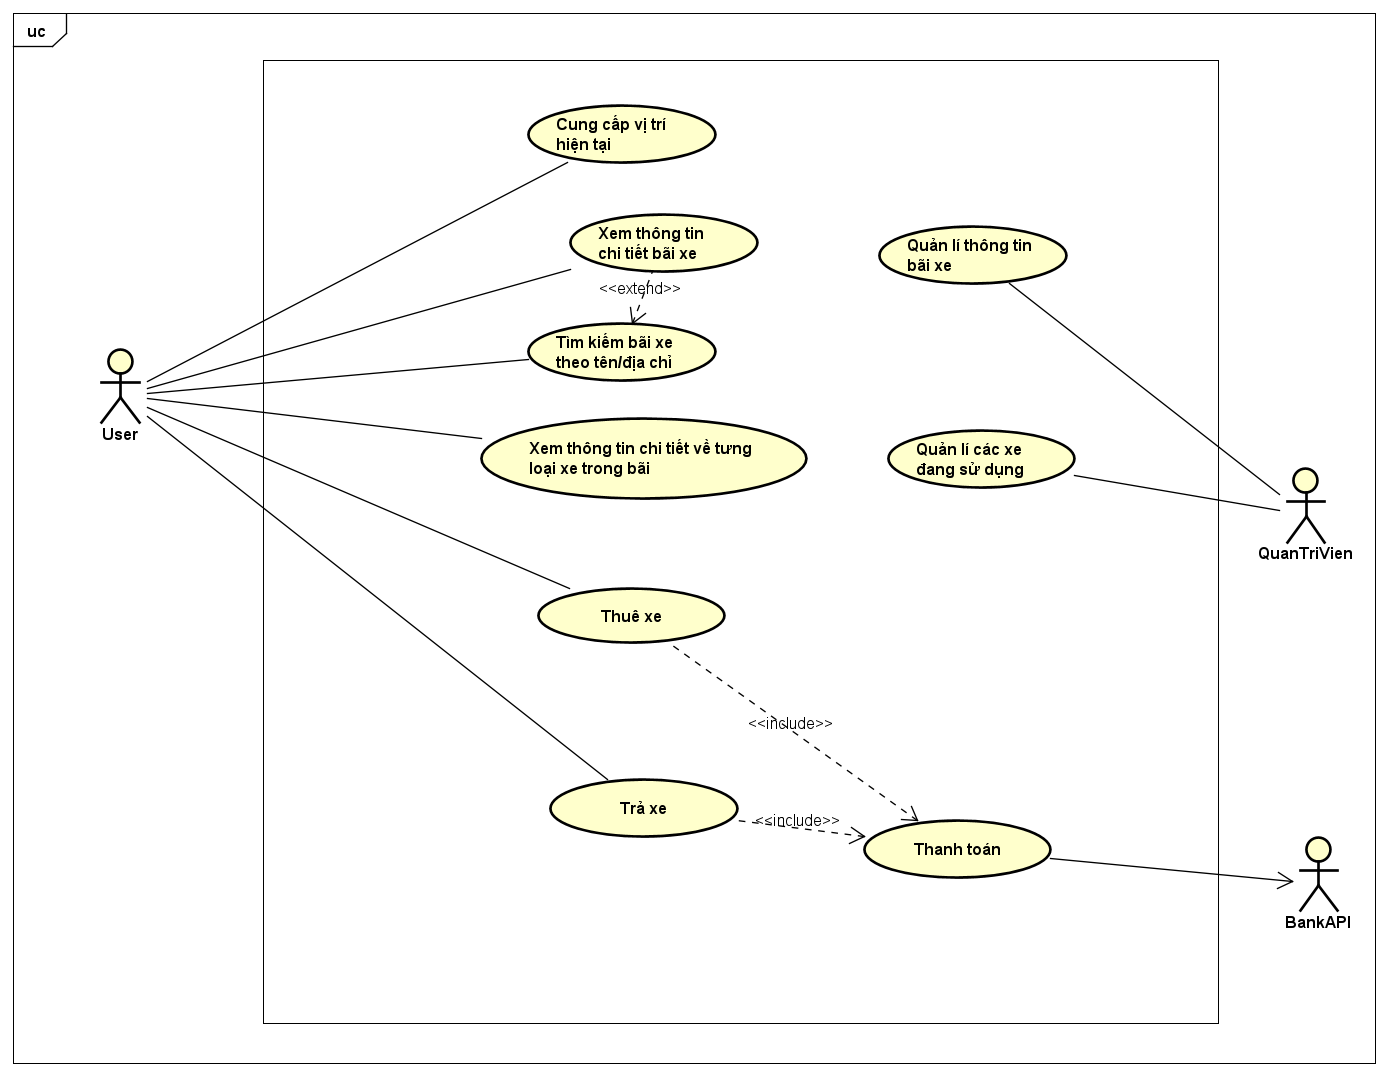 uc
Cung cấp vị trí
hiện tại
Xem thông tin
chi tiết bãi xe
<<extend>>
Tìm kiếm bãi xe
theo tên/địa chỉ
Xem thông tin chi tiết về tưng
loại xe trong bãi
Thuê xe
<<include>>
Trả xe
<<include>>
Thanh toán
Quản lí thông tin
bãi xe
Quản lí các xe
đang sử dụng
User
QuanTriVien
BankAPI